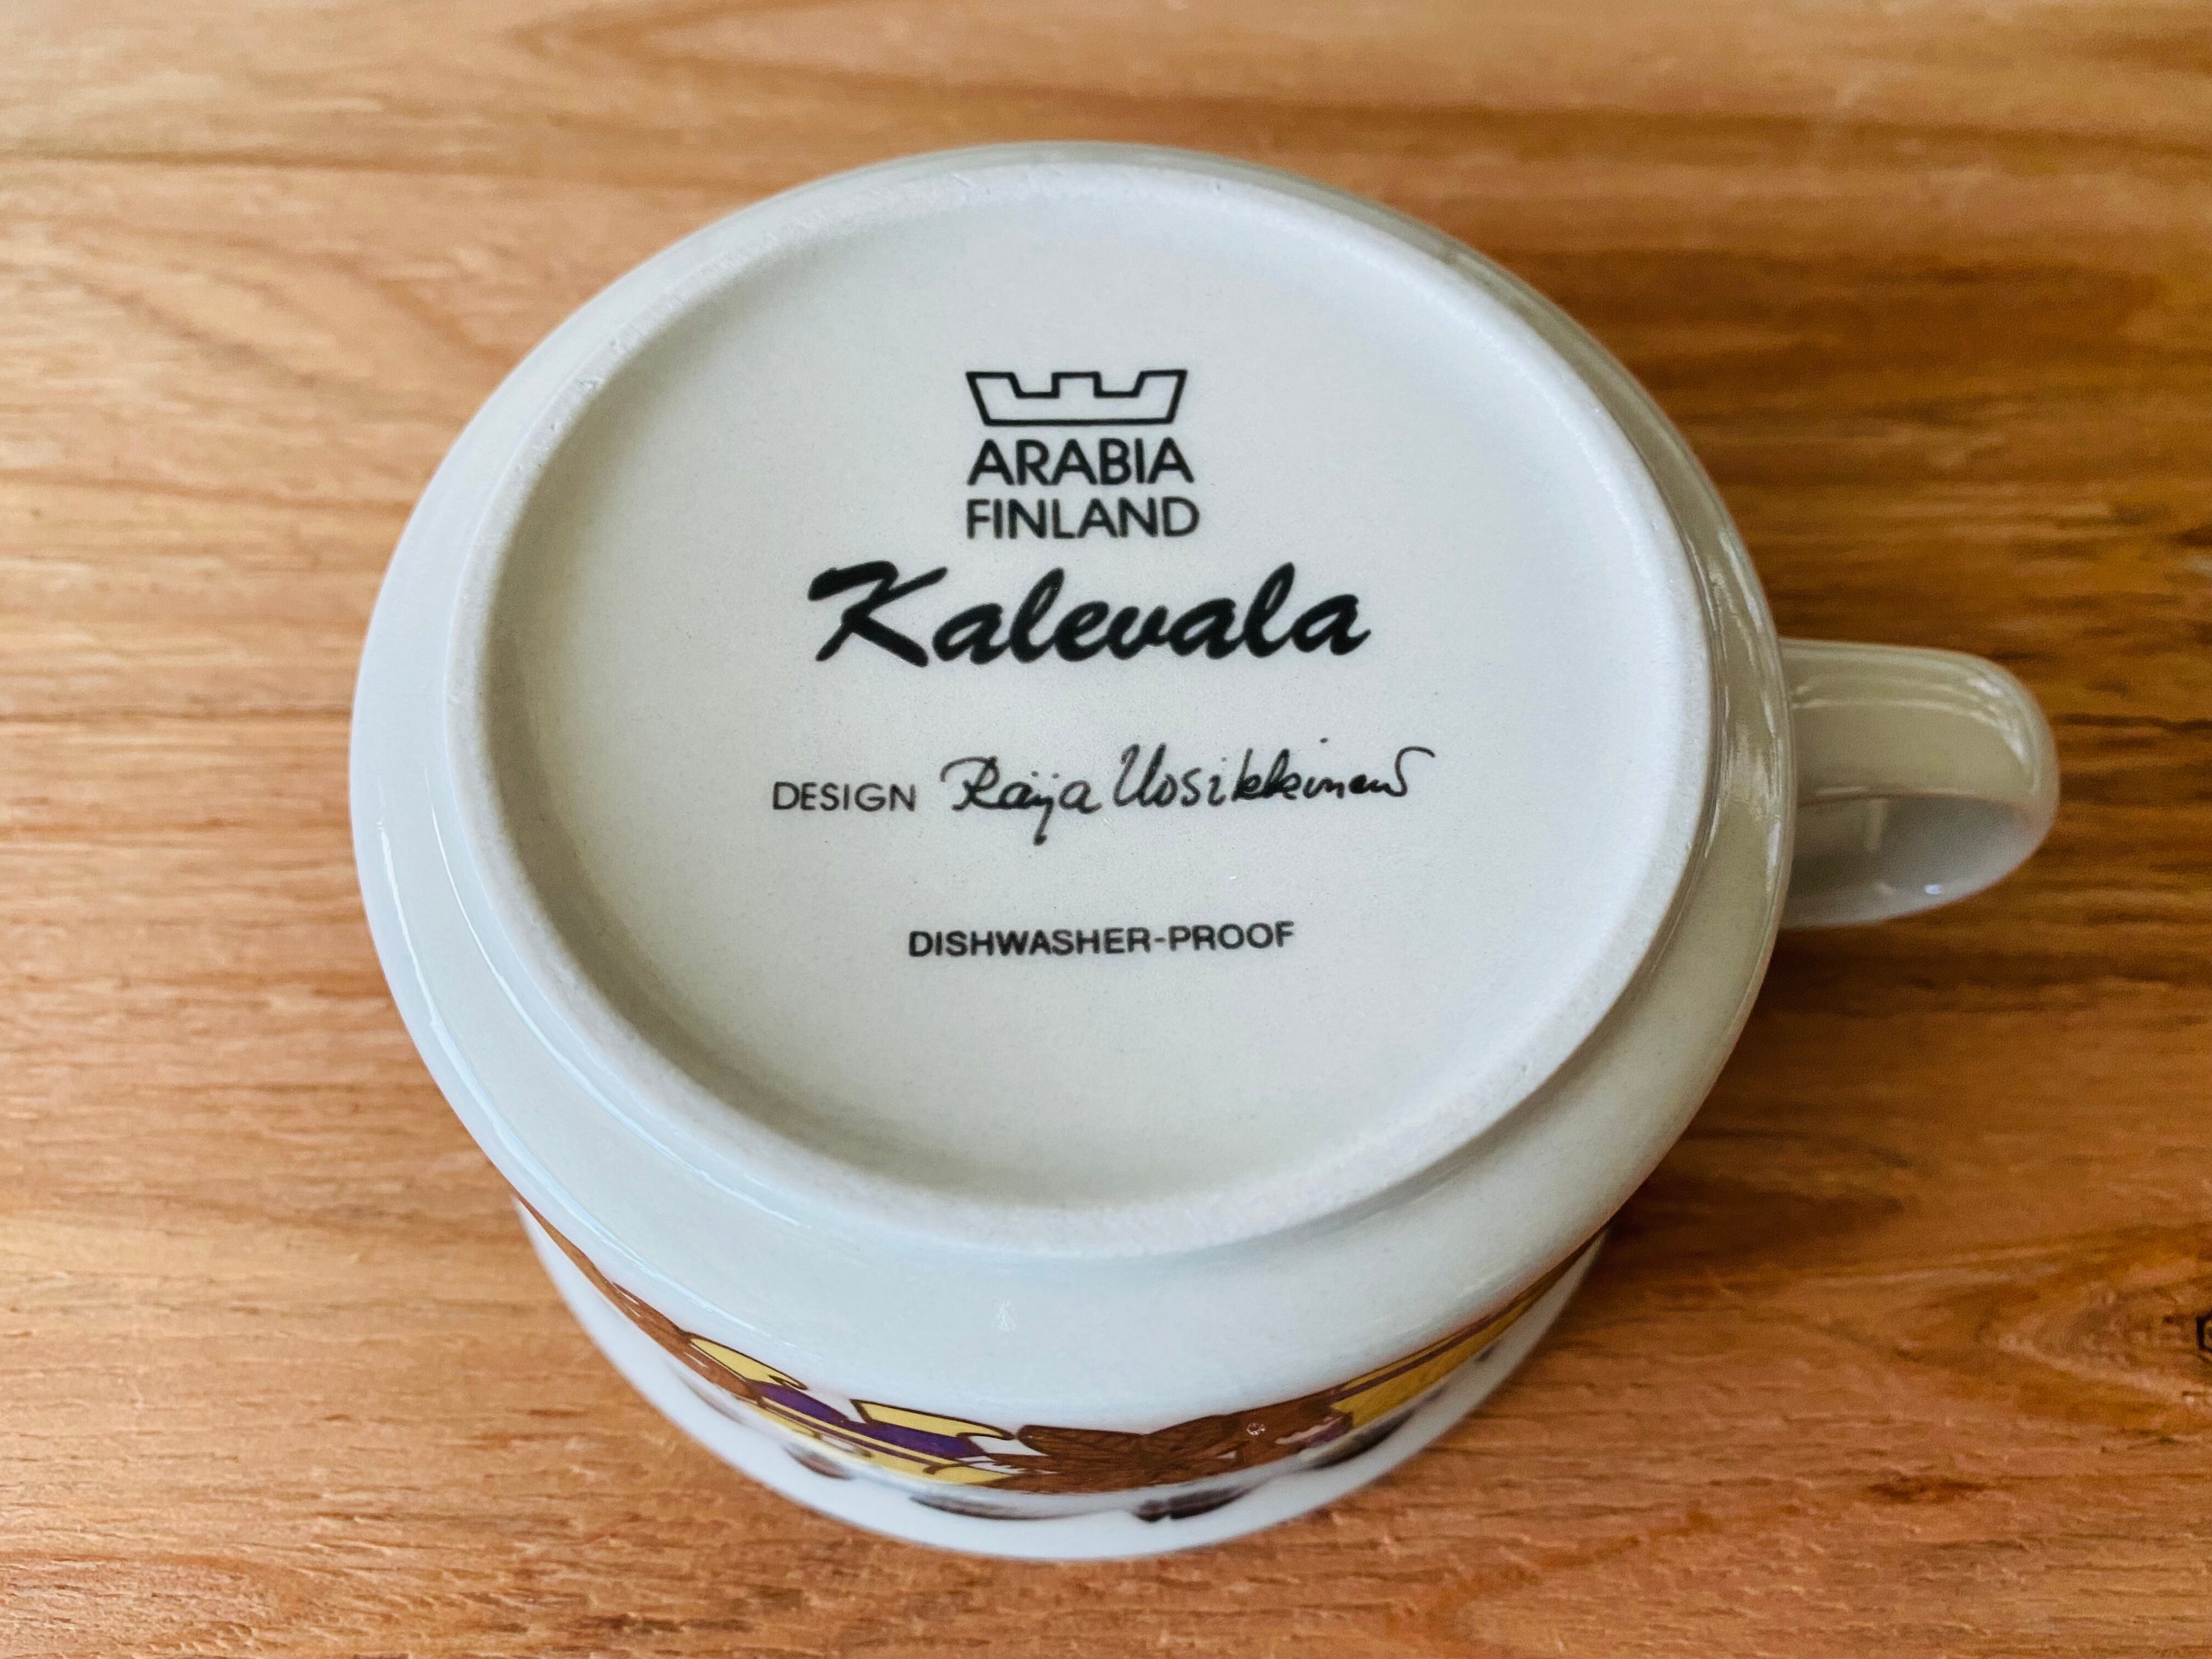 ARABIA
FINLAND
Kalevala
DESIGN Raija Uosikkinen
DISHWASHER-PROOF